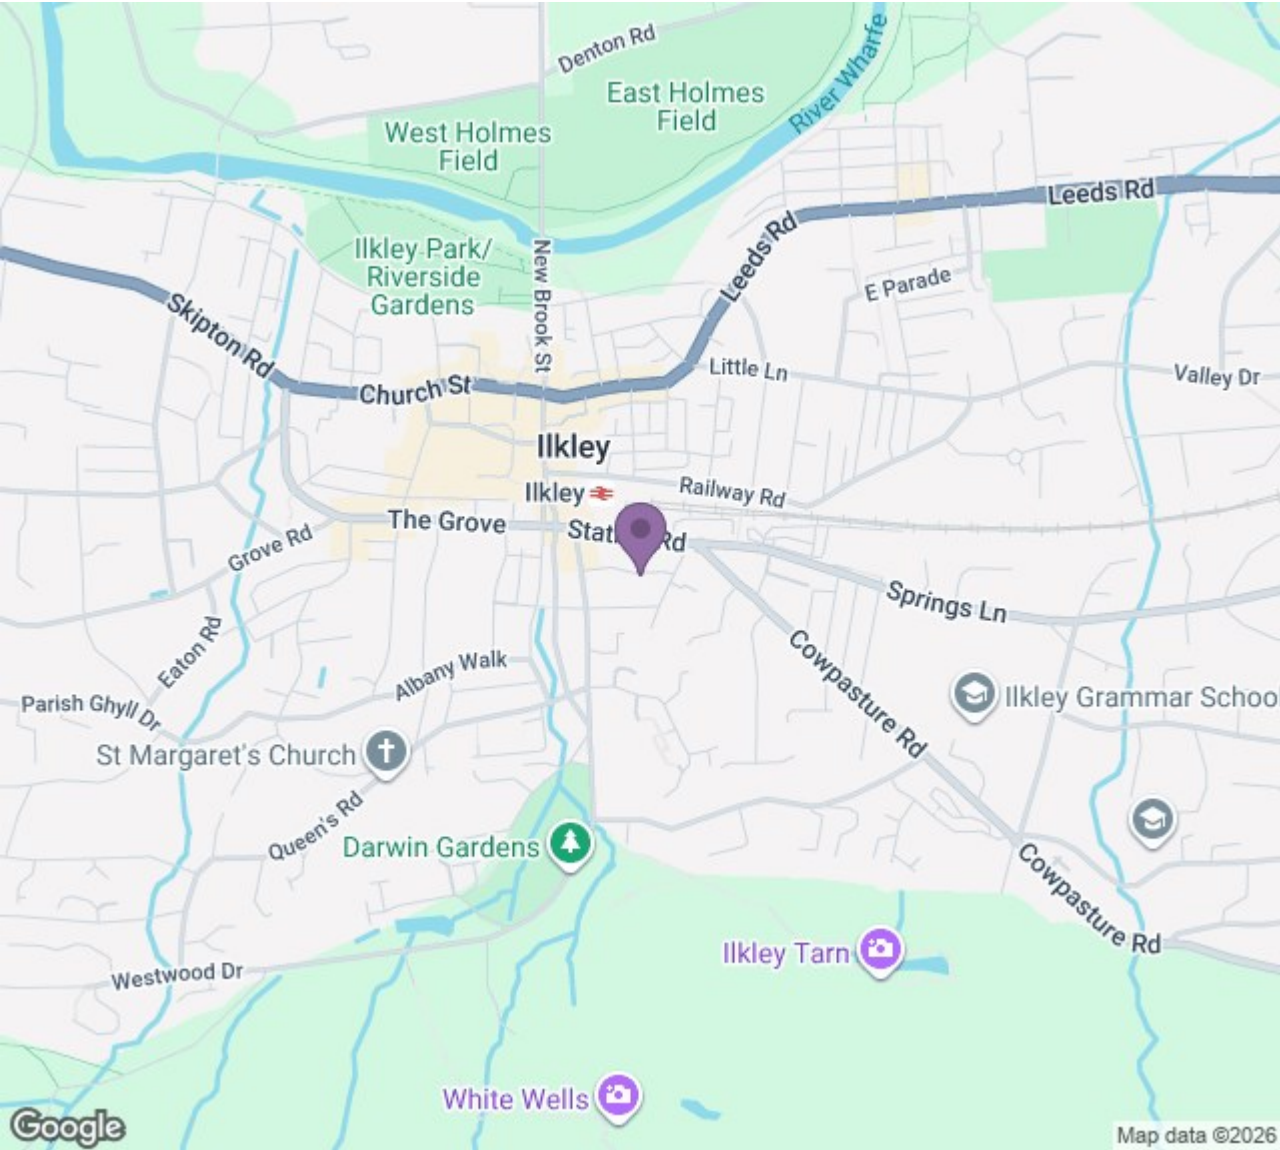 Denton Rd
East Holmes
Field
River Wharfe
West Holmes
Field
Leeds Rd
Leeds Rd
Ilkley Park/
Riverside
Gardens
New Brook St
E Parade
Skipton Rd
Church St
Little Ln
Valley Dr
Ilkley
Ilkley
Railway Rd
The Grove
Stat Rd
Grove Rd
Springs Ln
Eaton Rd
Albany Walk
Cowpasture Rd
Parish Ghyll Dr
Ilkley Grammar Schoo
St Margaret's Church
Queen's Rd
Darwin Gardens
Cowpasture Rd
Ilkley Tarn
Westwood Dr
White Wells
Google
Map data ©2026